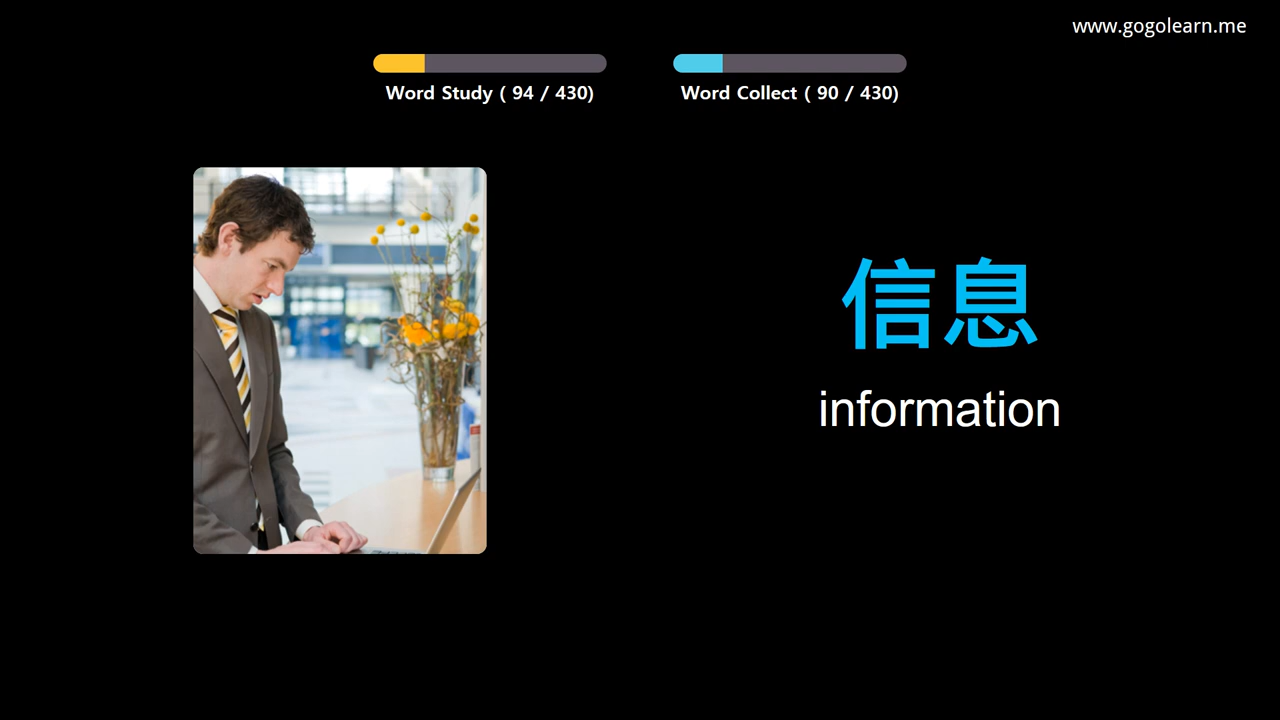 www.gogolearn.me
Word Study ( 94 / 430)
Word Collect ( 90 / 430)
信息
information